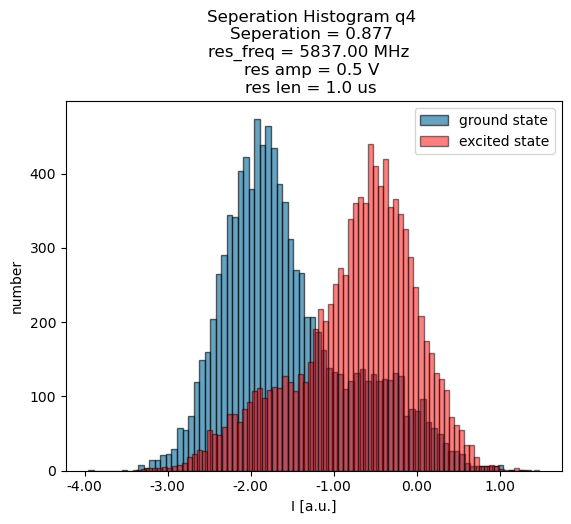 Seperation Histogram q4
Seperation = 0.877
res_freq = 5837.00 MHz
res amp = 0.5 V
res len = 1.0 us
ground state
excited state
400
300
200
100
0
number
-4.00 -3.00 -2.00 -1.00 0.00 1.00
I [a.u.]